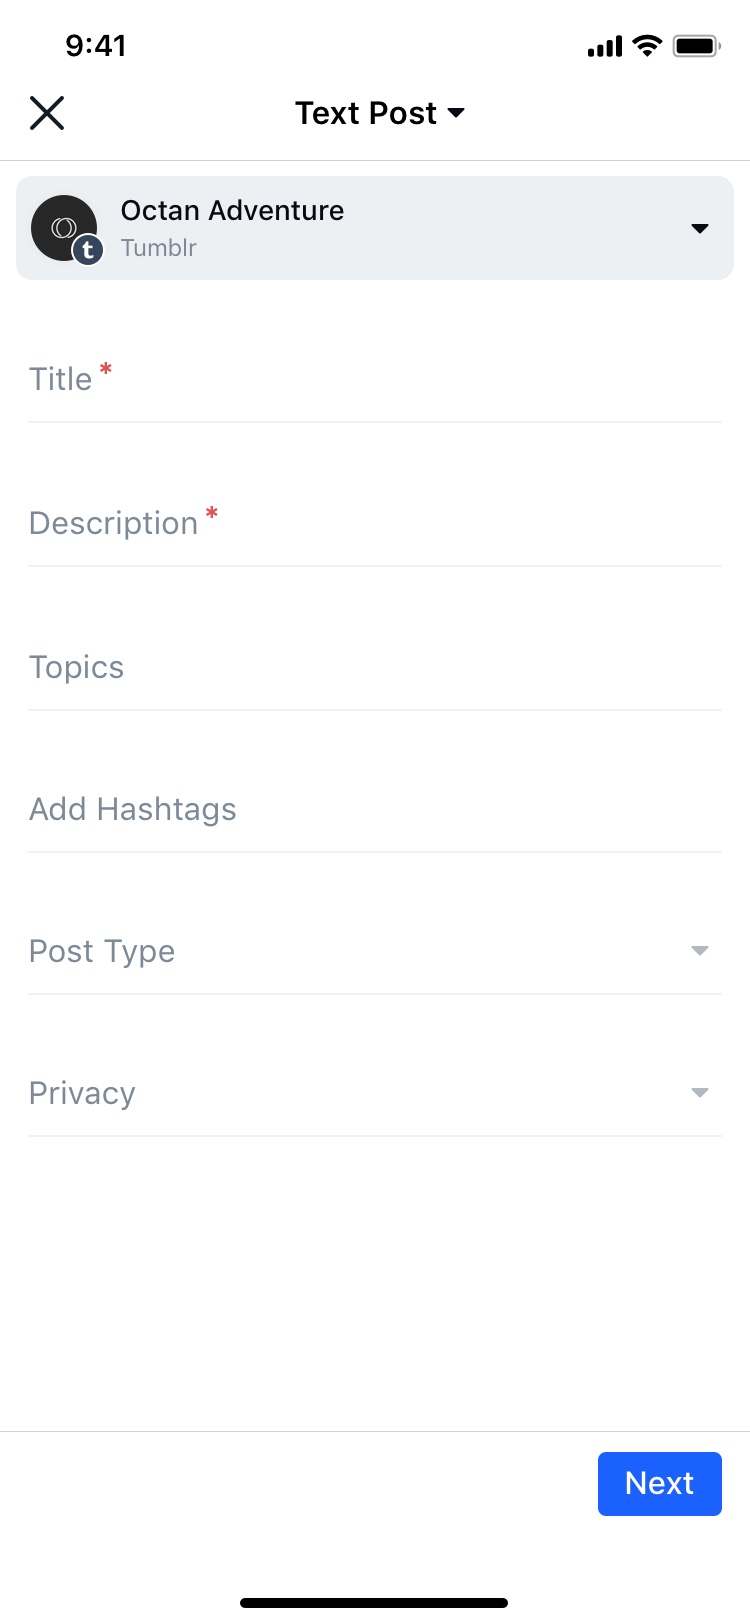 9:41
Text Post
Octan Adventure
t
Tumblr
Title *
Description *
Topics
Add Hashtags
Post Type
Privacy
Next